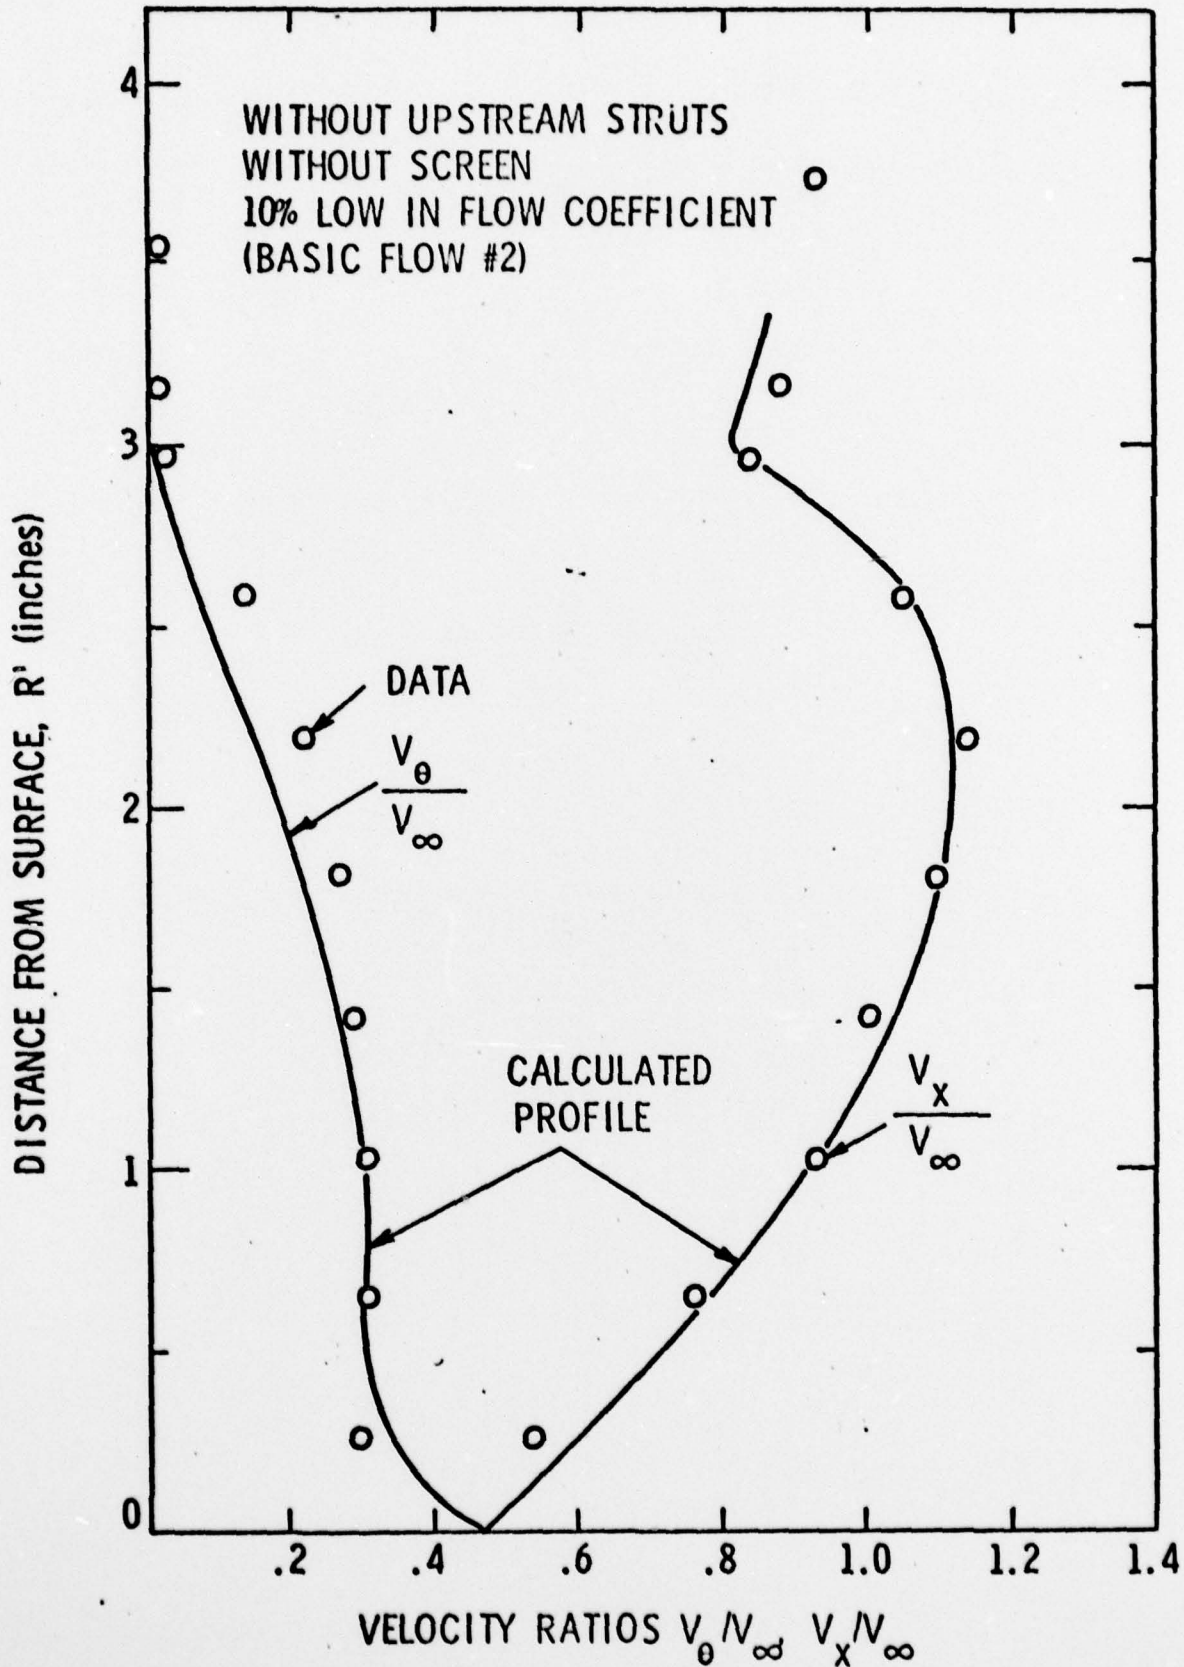 WITHOUT UPSTREAM STRUTS
WITHOUT SCREEN
10% LOW IN FLOW COEFFICIENT
(BASIC FLOW #2)
4
3
2
1
0
DISTANCE FROM SURFACE, R' (inches)
DATA
V_θ
V_∞
CALCULATED
PROFILE
V_x
V_∞
.2 .4 .6 .8 1.0 1.2 1.4
VELOCITY RATIOS V_θ/V_∞, V_x/V_∞